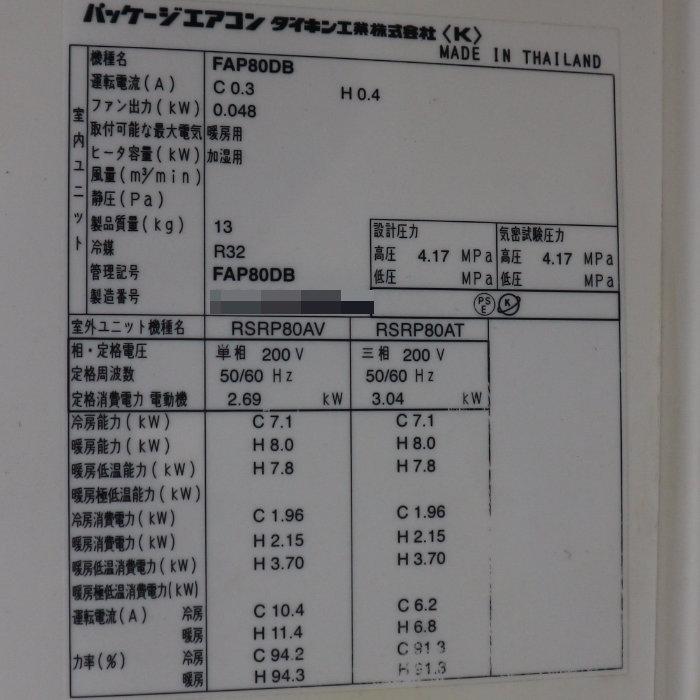 パッケージエアコン ダイキン工業株式会社〈K〉
MADE IN THAILAND
室内ユニット
機種名 FAP80DB
運転電流(A) C 0.3 H 0.4
ファン出力(kW) 0.048
取付可能な最大電気 暖房用
ヒータ容量(kW) 加湿用
風量(m³/min)
静圧(Pa)
製品質量(kg) 13
冷媒 R32
管理記号 FAP80DB
製造番号
設計圧力 気密試験圧力
高圧 4.17 MPa 高圧 4.17 MPa
低圧 MPa 低圧 MPa
PSE K
室外ユニット機種名 RSRP80AV RSRP80AT
相・定格電圧 単相 200 V 三相 200 V
定格周波数 50/60 Hz 50/60 Hz
定格消費電力 電動機 2.69 kW 3.04 kW
冷房能力(kW) C 7.1 C 7.1
暖房能力(kW) H 8.0 H 8.0
暖房低温能力(kW) H 7.8 H 7.8
暖房極低温能力(kW)
冷房消費電力(kW) C 1.96 C 1.96
暖房消費電力(kW) H 2.15 H 2.15
暖房低温消費電力(kW) H 3.70 H 3.70
暖房極低温消費電力(kW)
運転電流(A) 冷房 C 10.4 C 6.2
暖房 H 11.4 H 6.8
力率(%) 冷房 C 94.2 C 91.3
暖房 H 94.3 H 91.3